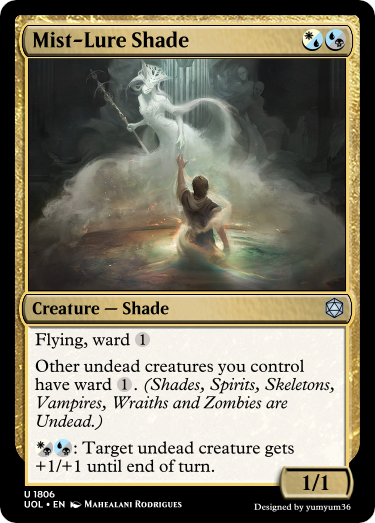 Mist-Lure Shade
Creature — Shade
Flying, ward 1
Other undead creatures you control
have ward 1. (Shades, Spirits, Skeletons,
Vampires, Wraiths and Zombies are
Undead.)
: Target undead creature gets
+1/+1 until end of turn.
1/1
U 1806
UOL • EN Mahealani Rodrigues
Designed by yumyum36